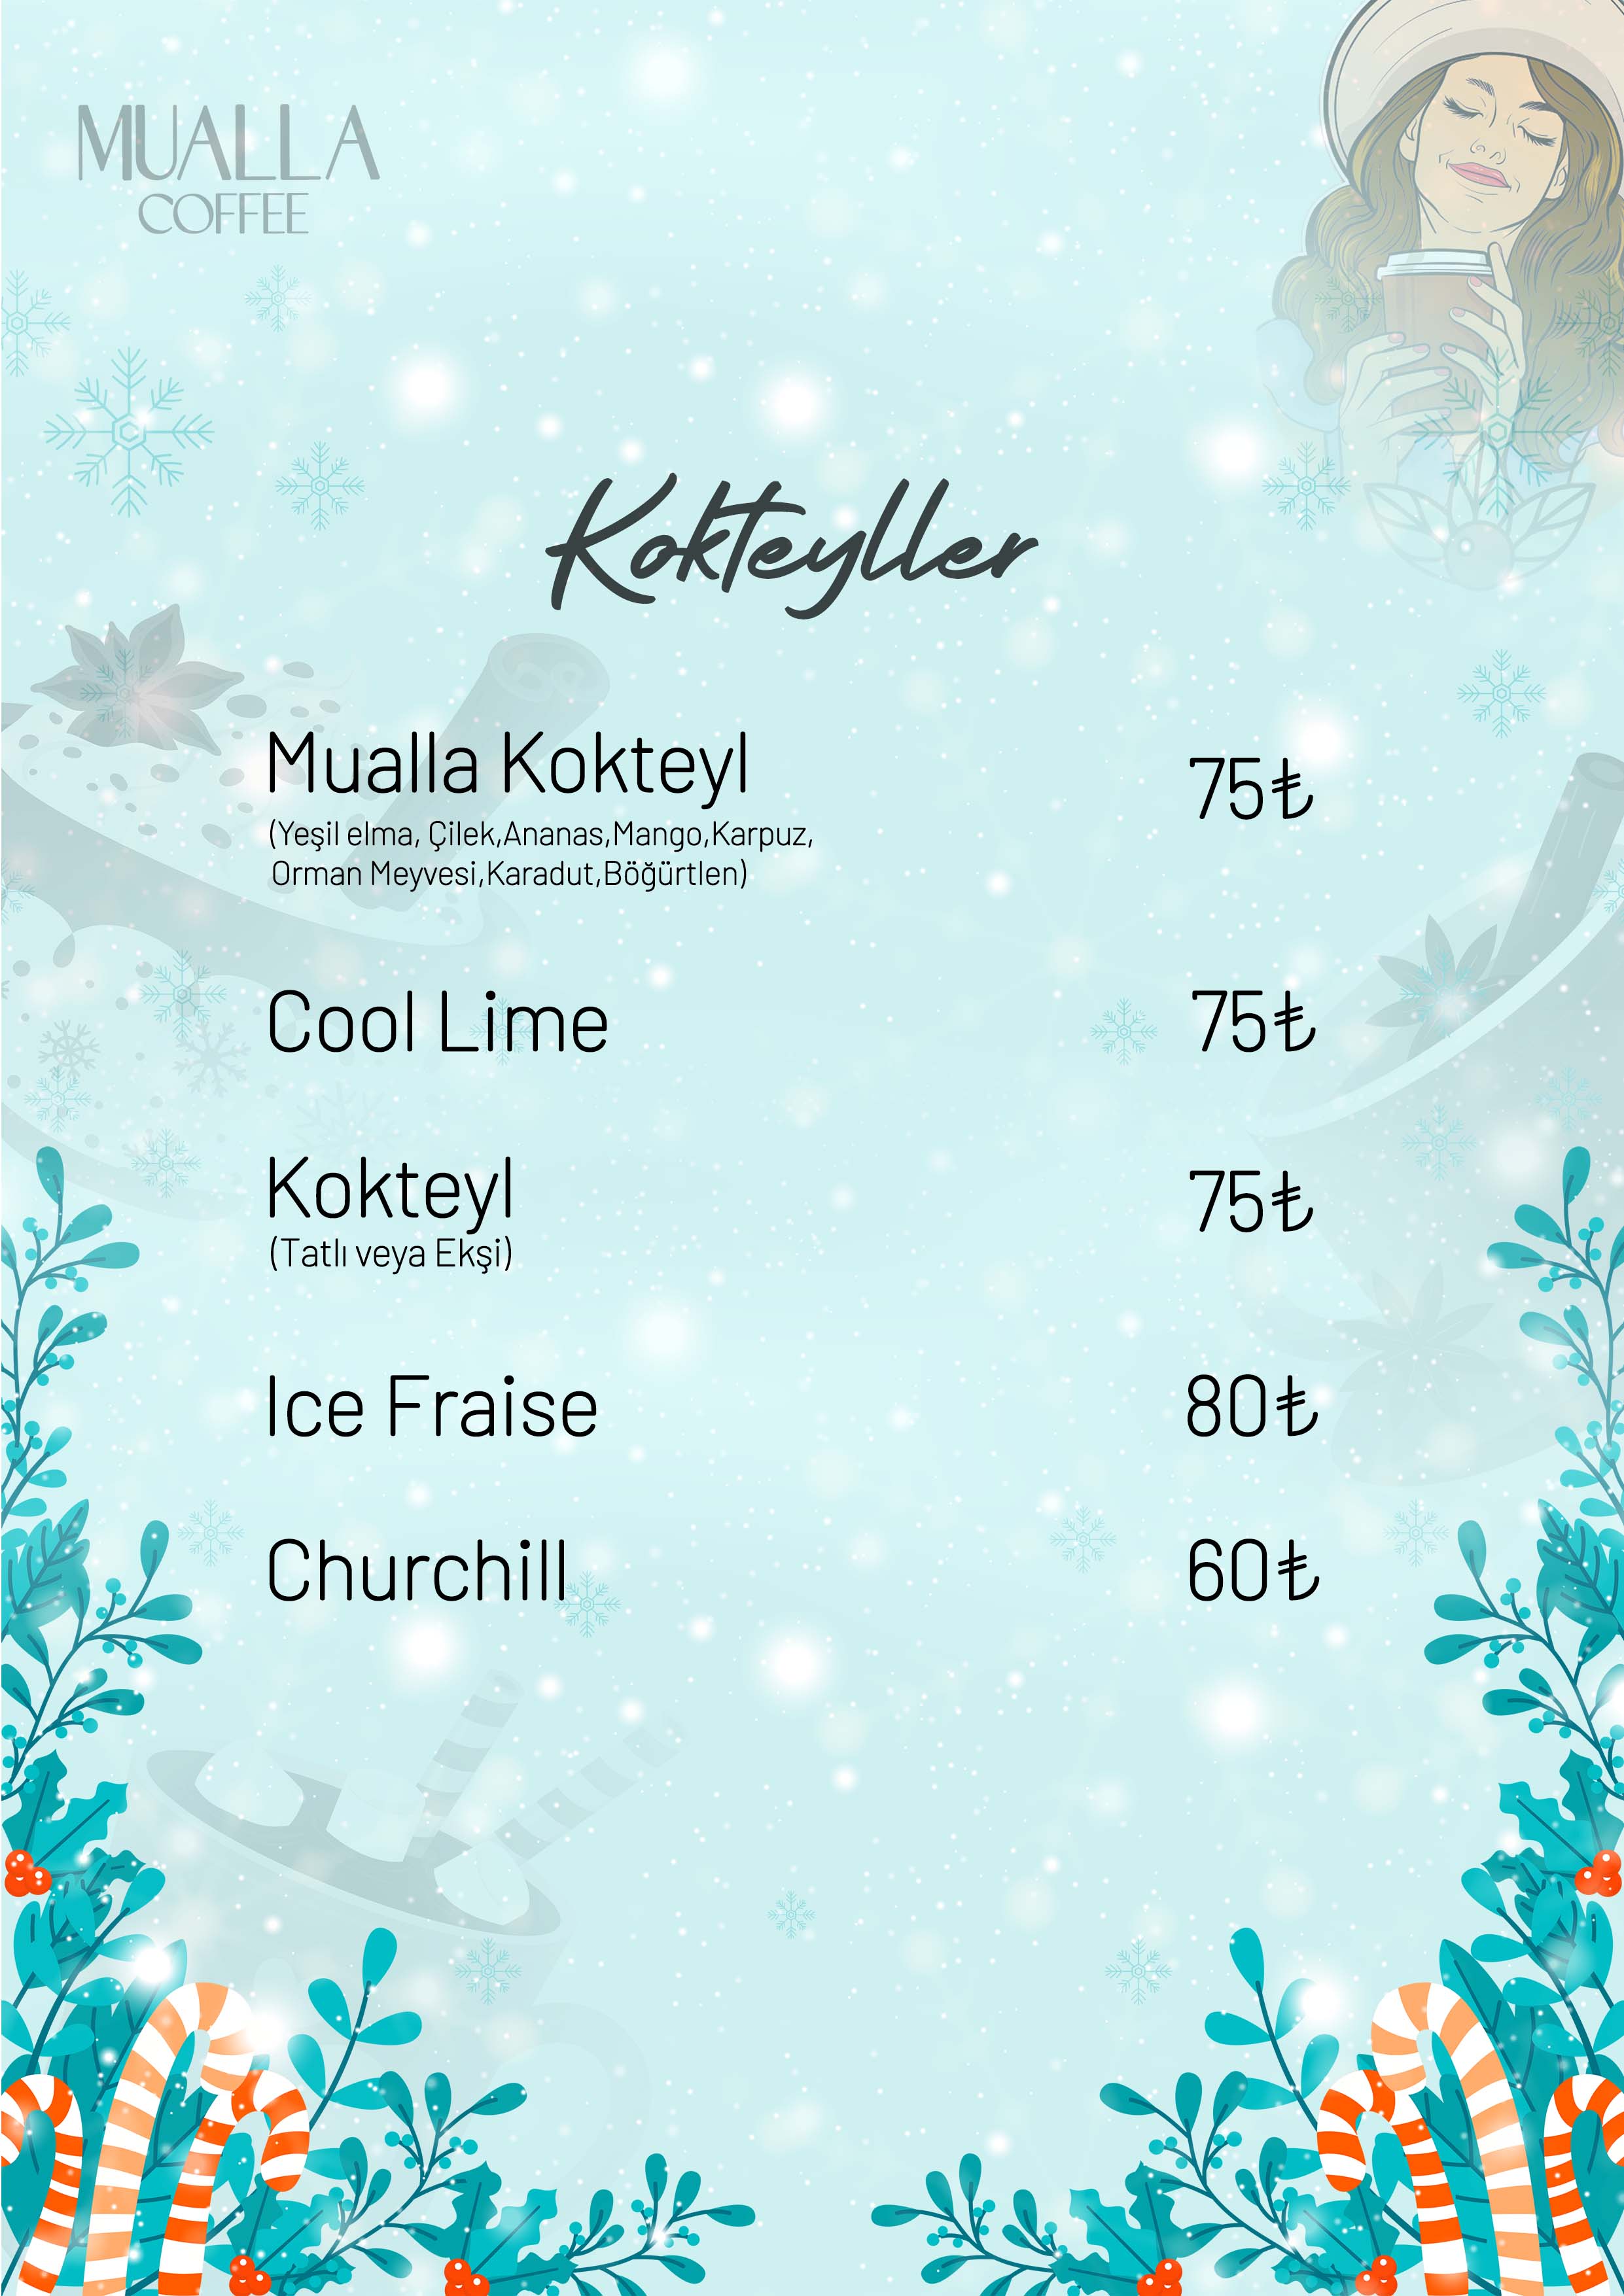 MUALLA
COFFEE
Kokteyller
Mualla Kokteyl 75₺
(Yeşil elma, Çilek,Ananas,Mango,Karpuz,
Orman Meyvesi,Karadut,Böğürtlen)
Cool Lime 75₺
Kokteyl 75₺
(Tatlı veya Ekşi)
Ice Fraise 80₺
Churchill 60₺